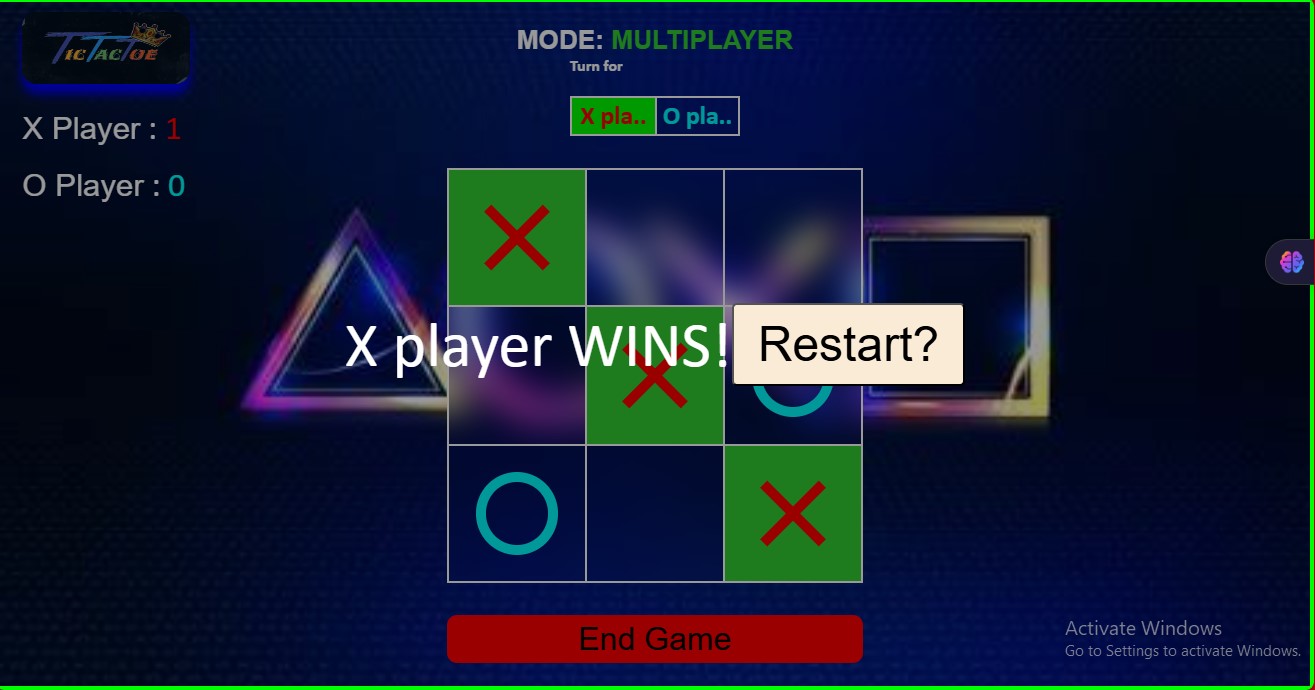 TicTacToe
MODE: MULTIPLAYER
Turn for
X pla.. O pla..
X Player : 1
O Player : 0
X player WINS! Restart?
End Game
Activate Windows
Go to Settings to activate Windows.